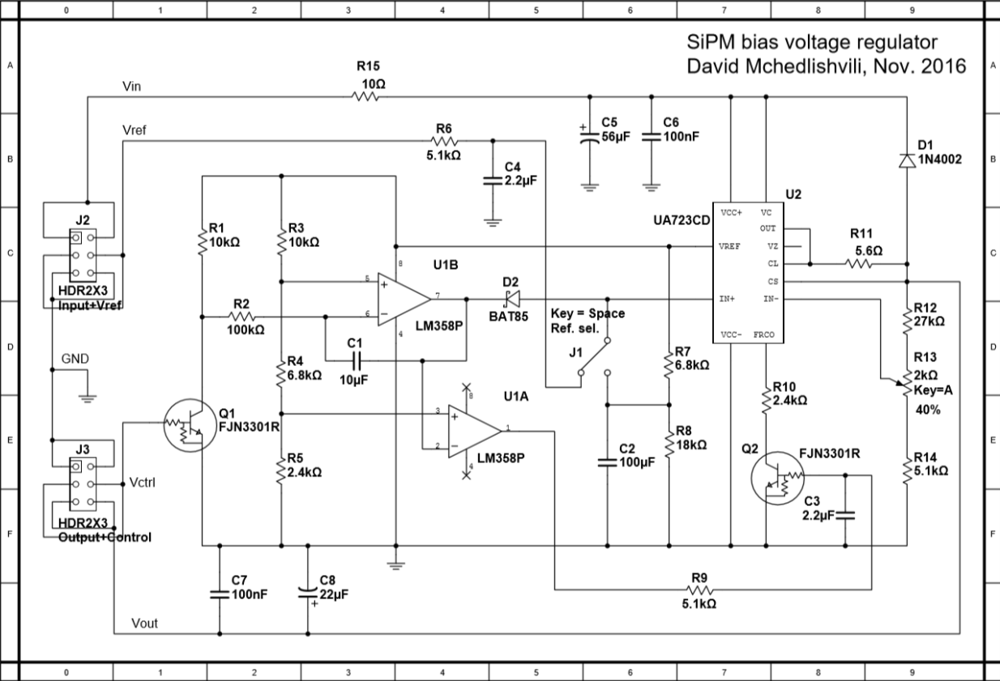 0 1 2 3 4 5 6 7 8 9
SiPM bias voltage regulator
David Mchedlishvili, Nov. 2016
A A
R15
10Ω
Vin
Vref
R6
5.1kΩ
C5
+
56µF
C6
100nF
D1
1N4002
B B
C4
2.2µF
U2
UA723CD
VCC+ VC
OUT
VREF VZ
CL
CS
IN+ IN-
VCC- FRCO
J2
HDR2X3
Input+Vref
R1
10kΩ
R3
10kΩ
R11
5.6Ω
C C
U1B
8
5
+
7
6
−
4
LM358P
D2
BAT85
Key = Space
Ref. sel.
J1
R2
100kΩ
C1
10µF
R12
27kΩ
R13
2kΩ
Key=A
40%
D D
GND
R4
6.8kΩ
R7
6.8kΩ
R10
2.4kΩ
U1A
8
3
+
1
2
−
4
LM358P
Q1
FJN3301R
R8
18kΩ
Q2
FJN3301R
E E
J3
R5
2.4kΩ
C2
100µF
R14
5.1kΩ
Vctrl
C3
2.2µF
HDR2X3
Output+Control
F F
C7
100nF
C8
22µF
+
R9
5.1kΩ
Vout
0 1 2 3 4 5 6 7 8 9